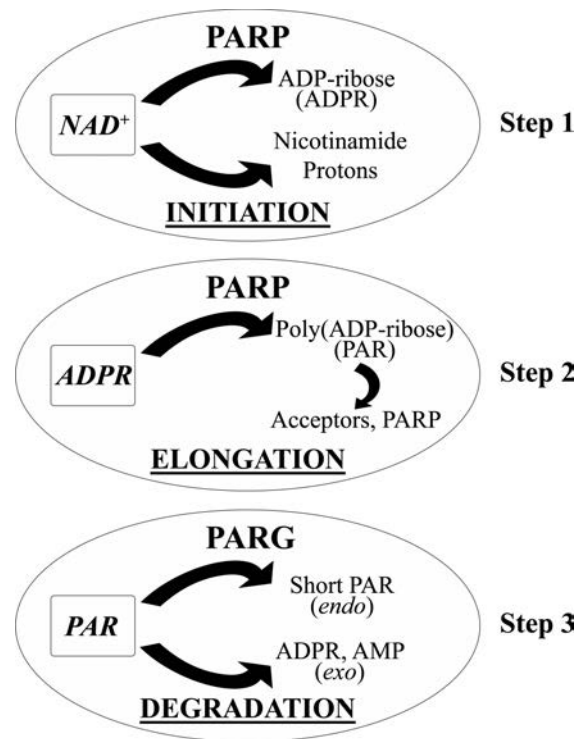 PARP
NAD+
ADP-ribose
(ADPR)
Nicotinamide
Protons
INITIATION
Step 1
PARP
ADPR
Poly(ADP-ribose)
(PAR)
Acceptors, PARP
ELONGATION
Step 2
PARG
PAR
Short PAR
(endo)
ADPR, AMP
(exo)
DEGRADATION
Step 3